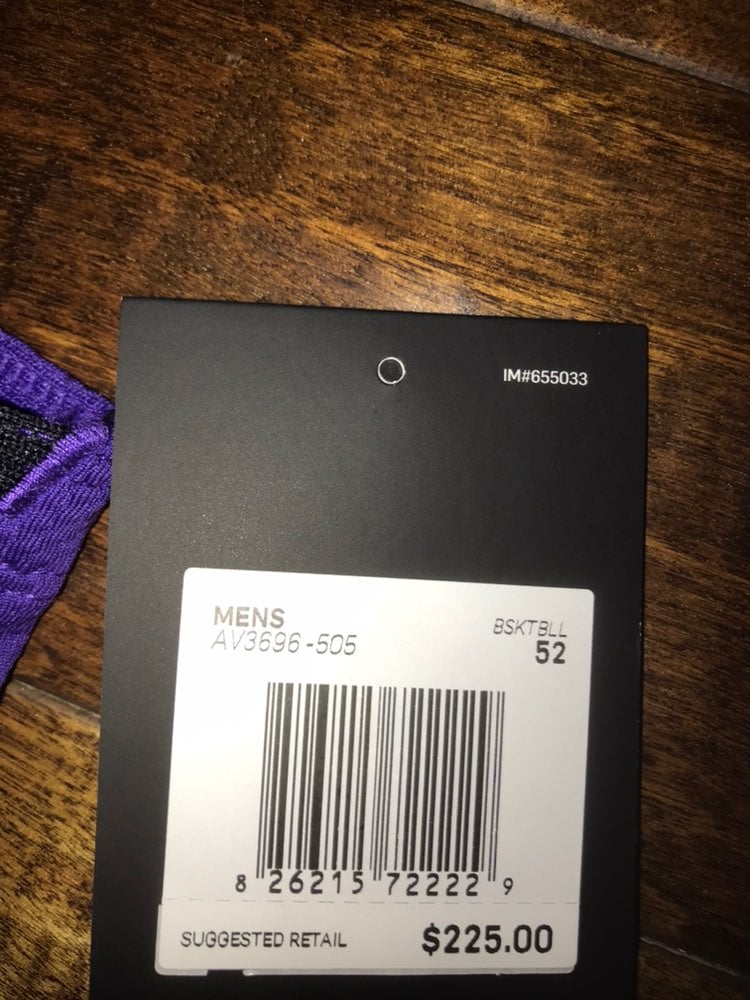 IM#655033
MENS
AV3696-505
BSKTBLL
52
8 26215 72222 9
SUGGESTED RETAIL $225.00